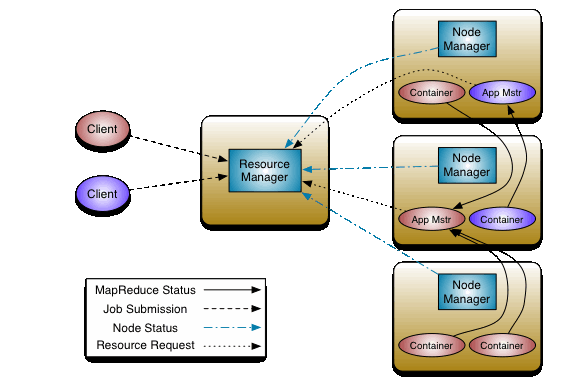 Node
Manager
Container
App Mstr
Client
Client
Resource
Manager
Node
Manager
App Mstr
Container
Node
Manager
Container
Container
MapReduce Status
Job Submission
Node Status
Resource Request